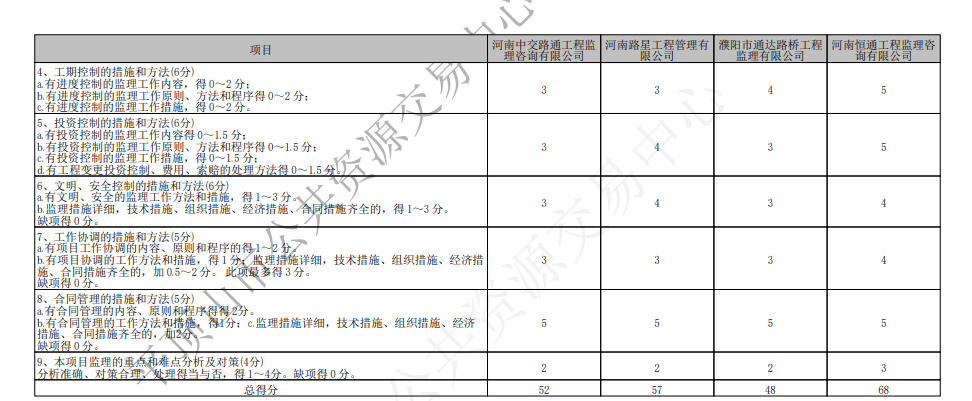 项目
河南中交路通工程监理咨询有限公司
河南路星工程管理有限公司
濮阳市通达路桥工程监理有限公司
河南恒通工程监理咨询有限公司
4、工期控制的措施和方法(6分)
a.有进度控制的监理工作内容，得 0～2 分；
b.有进度控制的监理工作原则、方法和程序得 0～2 分；
c.有进度控制的监理工作措施，得 0～2 分。
3 3 4 5
5、投资控制的措施和方法(6分)
a.有投资控制的监理工作内容得 0～1.5 分；
b.有投资控制的监理工作原则、方法和程序得 0～1.5 分；
c.有投资控制的监理工作措施，得 0～1.5 分；
d.有工程变更投资控制、费用、索赔的处理方法得 0～1.5 分。
3 4 3 5
6、文明、安全控制的措施和方法(6分)
a.有文明、安全的监理工作方法和措施，得 1～3 分。
b.监理措施详细，技术措施、组织措施、经济措施、合同措施齐全的，得 1～3 分。
缺项得 0 分。
3 4 3 4
7、工作协调的措施和方法(5分)
a.有项目工作协调的内容、原则和程序的得 1～2 分。
b.有项目协调的工作方法和措施，得 1 分；监理措施详细，技术措施、组织措施、经济措
施、合同措施齐全的，加 0.5～2 分。 此项最多得 3 分。
缺项得 0 分。
3 3 3 4
8、合同管理的措施和方法(5分)
a.有合同管理的内容、原则和程序得得 2分。
b.有合同管理的工作方法和措施，得1分；c.监理措施详细，技术措施、组织措施、经济
措施、合同措施齐全的，加2分。
缺项得 0 分。
5 5 5 5
9、本项目监理的重点和难点分析及对策(4分)
分析准确、对策合理、处理得当与否，得 1～4分。缺项得 0 分。
2 2 2 3
总得分 52 57 48 68
平顶山市公共资源交易中心
公共资源交易中心